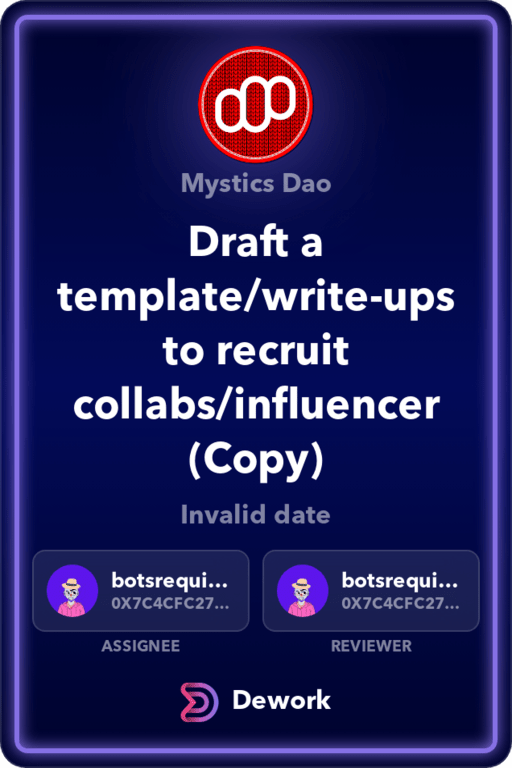 Mystics Dao
Draft a
template/write-ups
to recruit
collabs/influencer
(Copy)
Invalid date
botsrequi...
0X7C4CFC27...
botsrequi...
0X7C4CFC27...
ASSIGNEE
REVIEWER
Dework